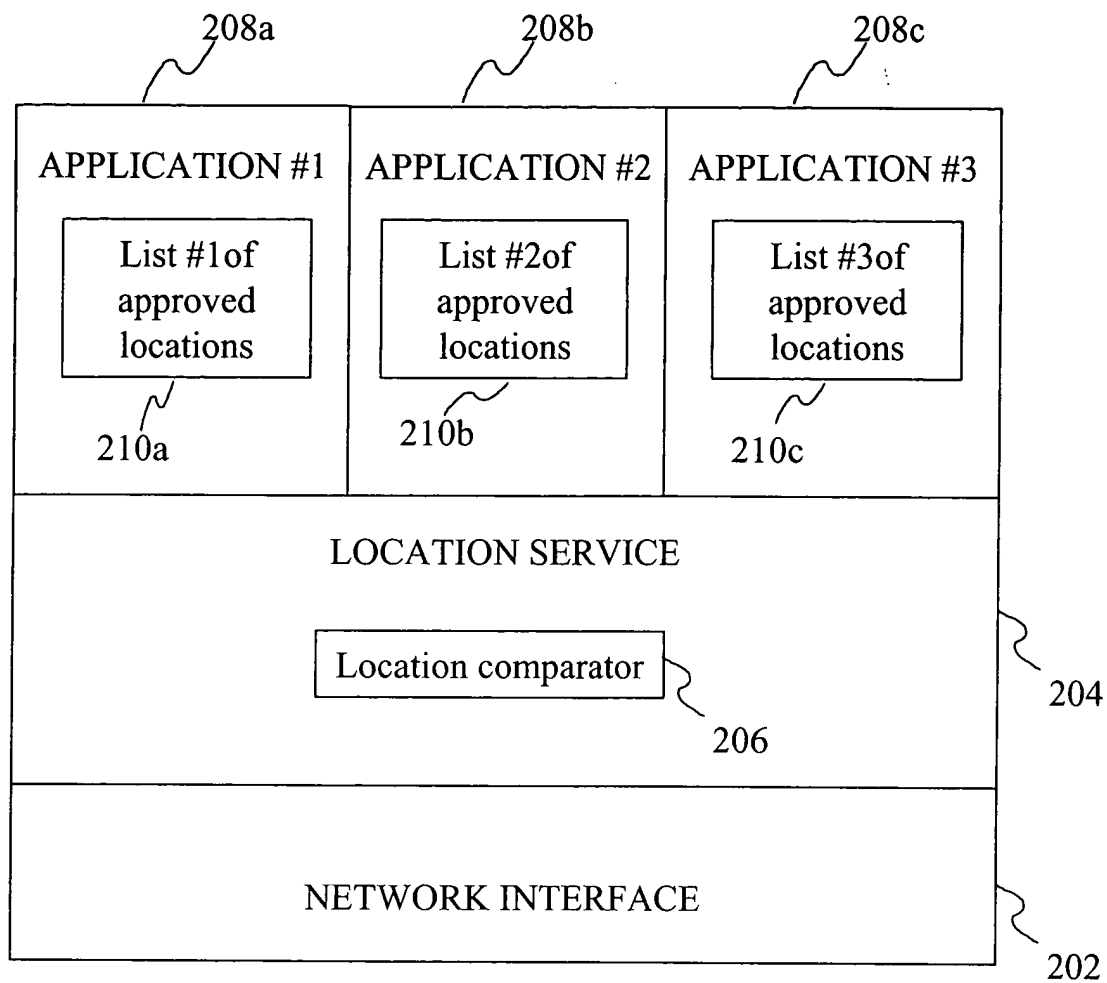 208a
208b
208c
APPLICATION #1
APPLICATION #2
APPLICATION #3
List #1of
approved
locations
List #2of
approved
locations
List #3of
approved
locations
210a
210b
210c
LOCATION SERVICE
Location comparator
204
206
NETWORK INTERFACE
202